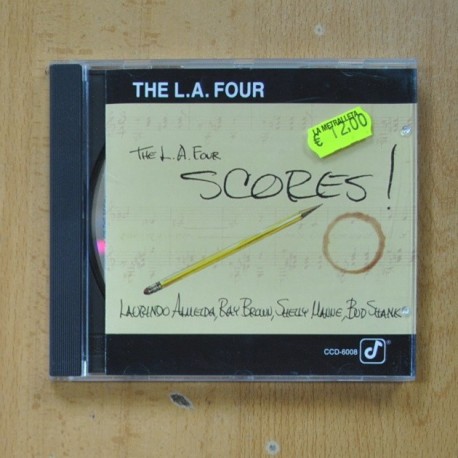 THE L.A. FOUR
LA METRALLETA
€ 12,00
THE L.A. FOUR
SCORES!
LAURINDO ALMEIDA, RAY BROWN, SHELLY MANNE, BUD SHANK
CCD-6008